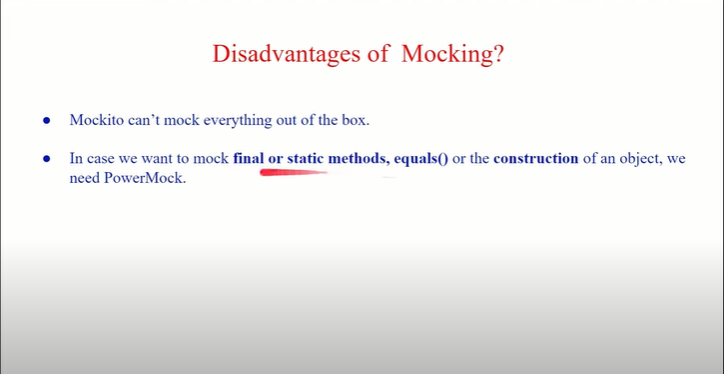 Disadvantages of Mocking?
● Mockito can't mock everything out of the box.
● In case we want to mock final or static methods, equals() or the construction of an object, we
need PowerMock.